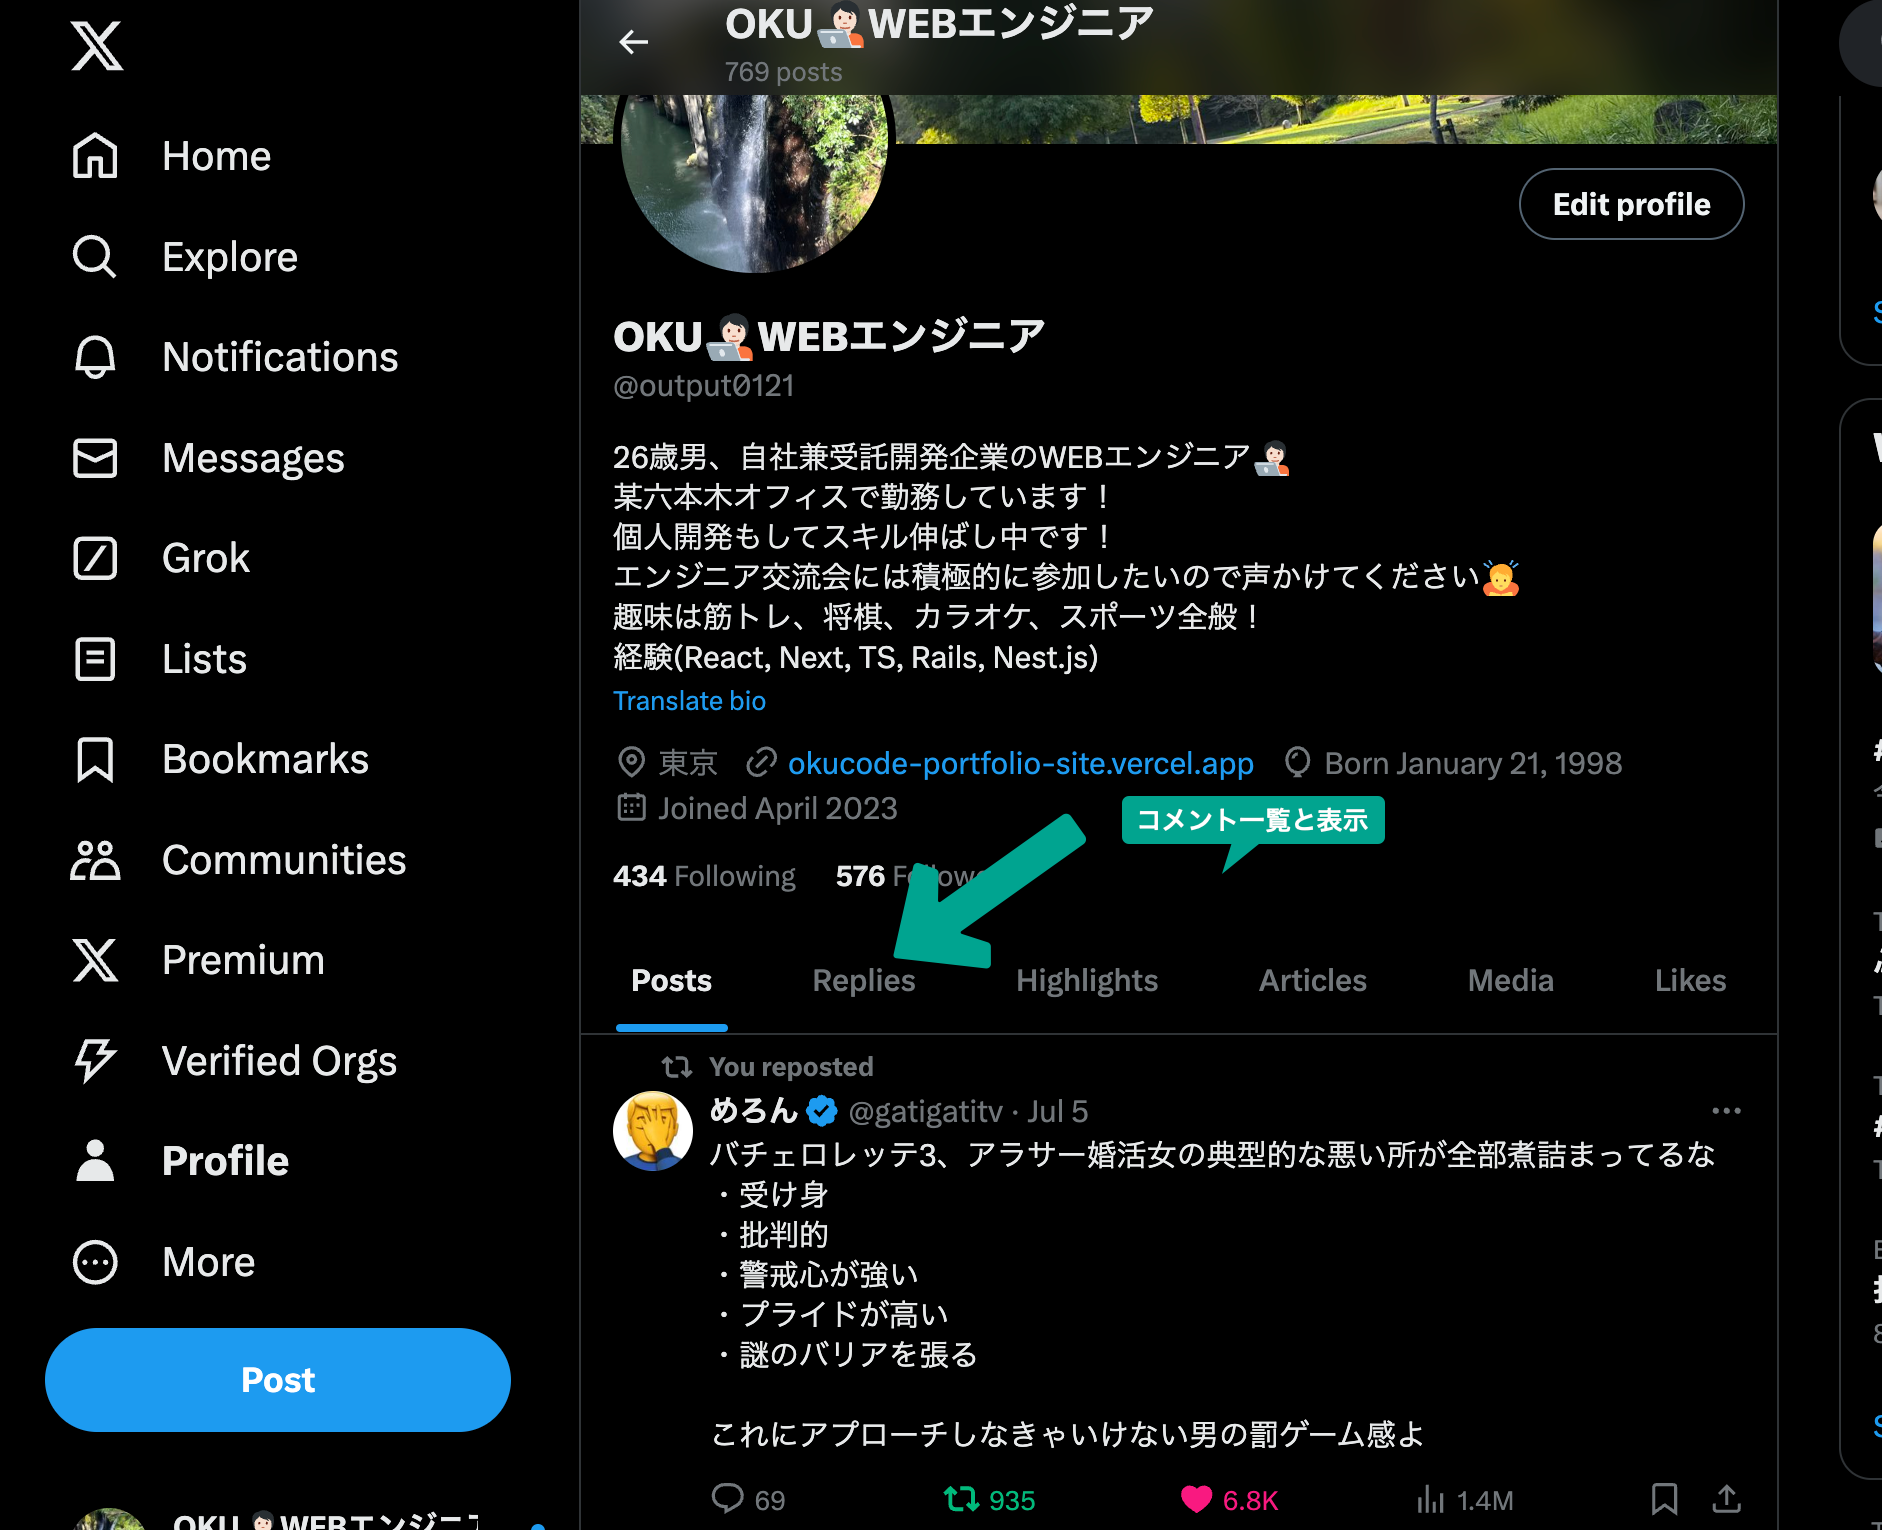 Home
Explore
Notifications
Messages
Grok
Lists
Bookmarks
Communities
Premium
Verified Orgs
Profile
More
Post
OKU🧑🏻‍💻WEBエンジニア
OKU🧑🏻‍💻WEBエンジニア
769 posts
Edit profile
OKU🧑🏻‍💻WEBエンジニア
@output0121
26歳男、自社兼受託開発企業のWEBエンジニア🧑🏻‍💻
某六本木オフィスで勤務しています！
個人開発もしてスキル伸ばし中です！
エンジニア交流会には積極的に参加したいので声かけてください🙇
趣味は筋トレ、将棋、カラオケ、スポーツ全般！
経験(React, Next, TS, Rails, Nest.js)
Translate bio
東京 okucode-portfolio-site.vercel.app Born January 21, 1998
Joined April 2023
コメント一覧と表示
434 Following 576
Posts Replies Highlights Articles Media Likes
You reposted
めろん @gatigatitv · Jul 5
バチェロレッテ3、アラサー婚活女の典型的な悪い所が全部煮詰まってるな
・受け身
・批判的
・警戒心が強い
・プライドが高い
・謎のバリアを張る
これにアプローチしなきゃいけない男の罰ゲーム感よ
69 935 6.8K 1.4M